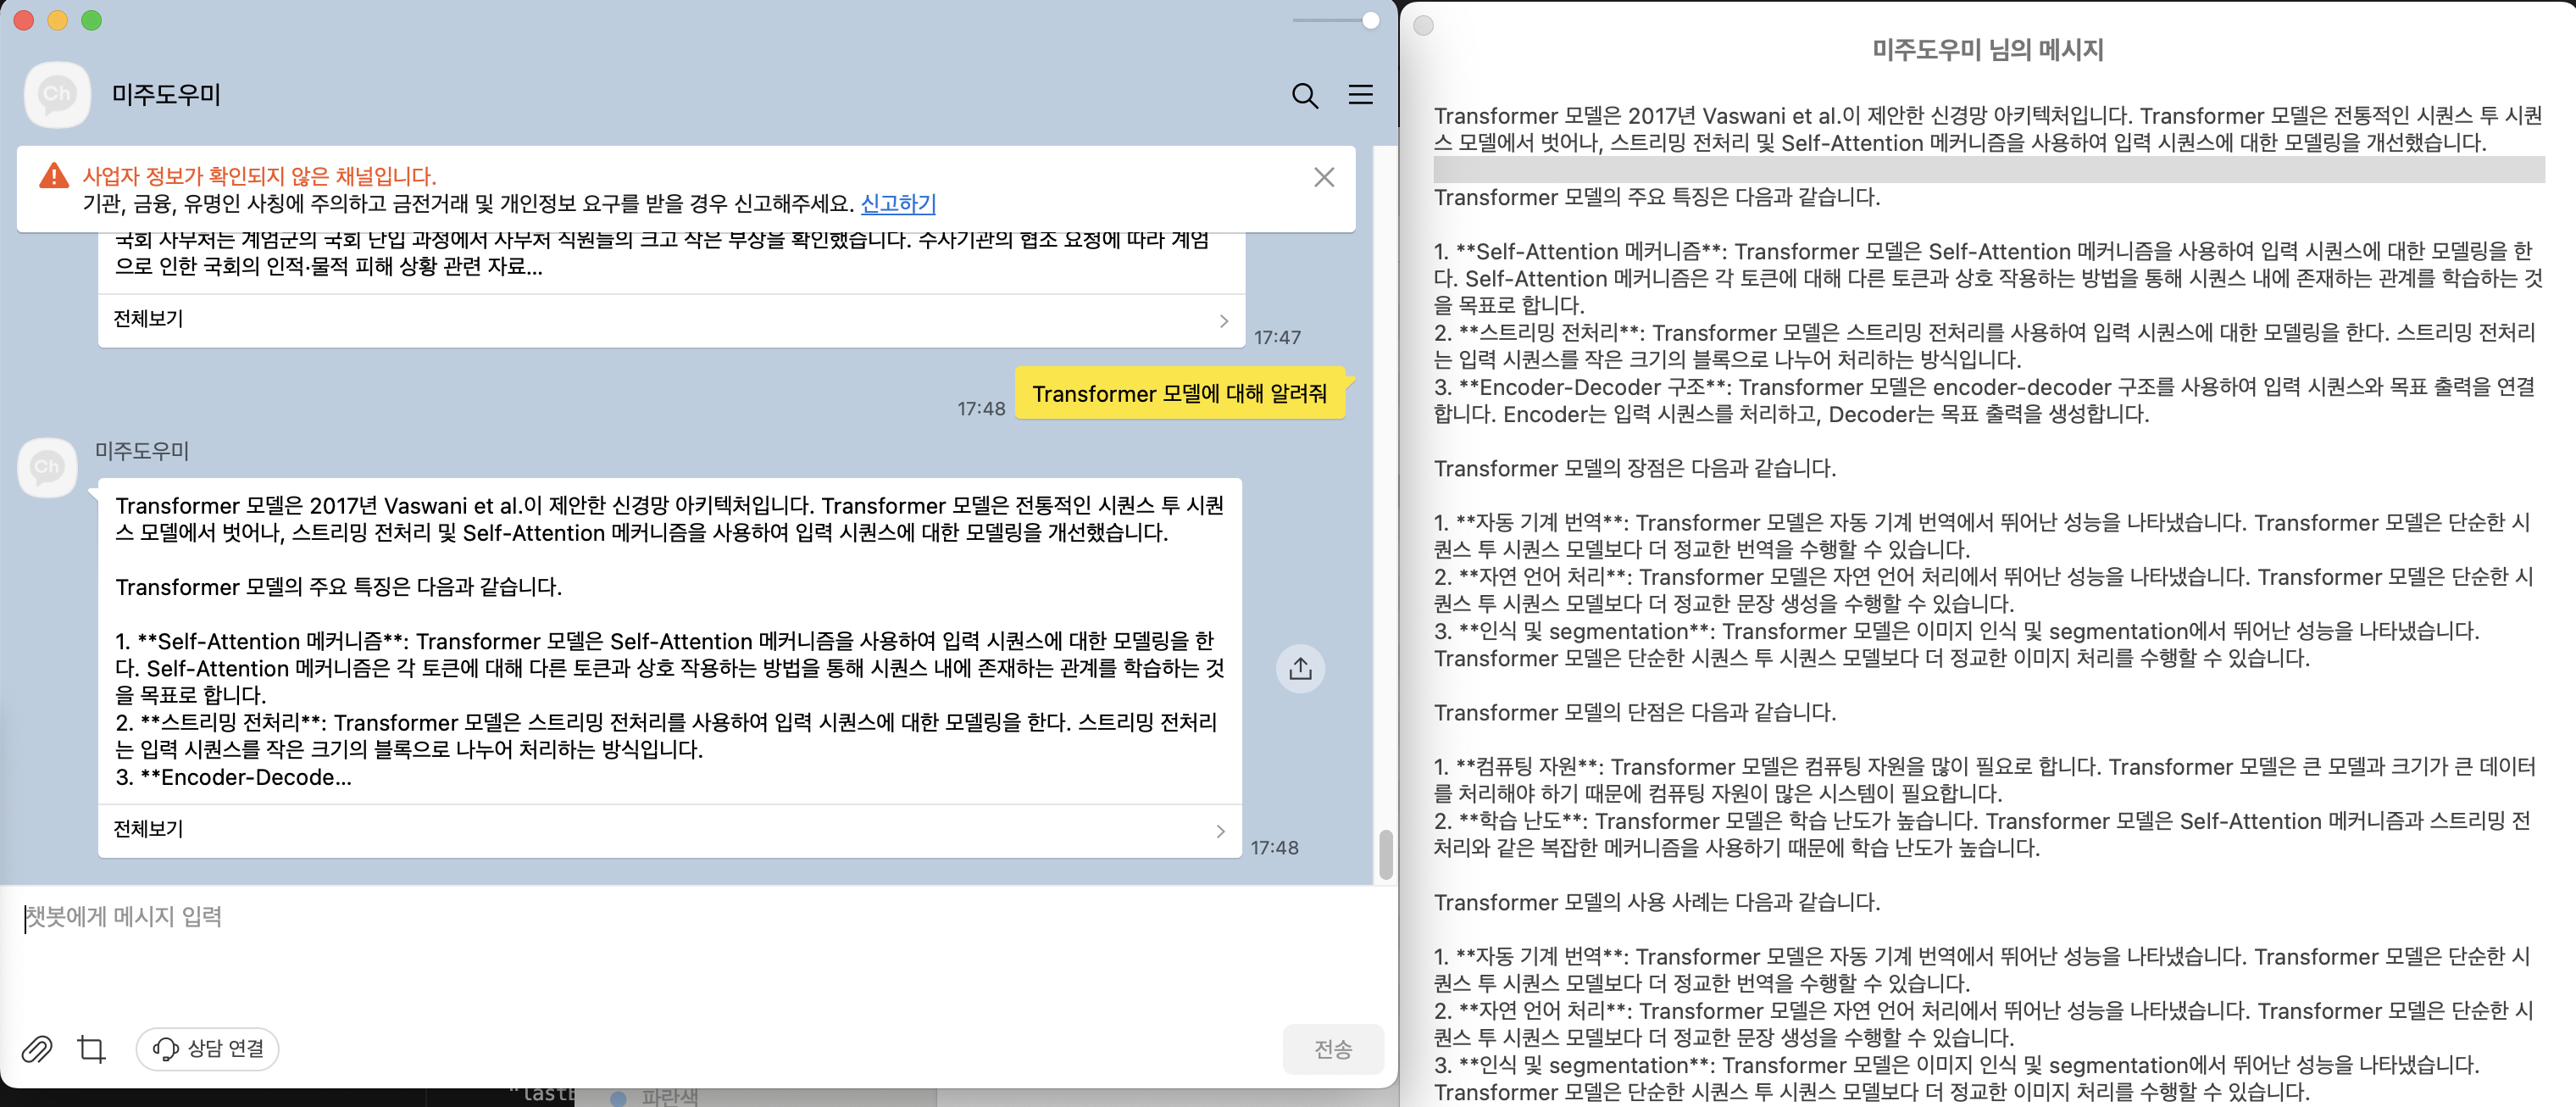 미주도우미
사업자 정보가 확인되지 않은 채널입니다.
기관, 금융, 유명인 사칭에 주의하고 금전거래 및 개인정보 요구를 받을 경우 신고해주세요. 신고하기
국회 사무처는 계엄군의 국회 난입 과정에서 사무처 직원들의 크고 작은 부상을 확인했습니다. 수사기관의 협조 요청에 따라 계엄
으로 인한 국회의 인적·물적 피해 상황 관련 자료...
전체보기
17:47
17:48
Transformer 모델에 대해 알려줘
미주도우미
Transformer 모델은 2017년 Vaswani et al.이 제안한 신경망 아키텍처입니다. Transformer 모델은 전통적인 시퀀스 투 시퀀
스 모델에서 벗어나, 스트리밍 전처리 및 Self-Attention 메커니즘을 사용하여 입력 시퀀스에 대한 모델링을 개선했습니다.
Transformer 모델의 주요 특징은 다음과 같습니다.
1. **Self-Attention 메커니즘**: Transformer 모델은 Self-Attention 메커니즘을 사용하여 입력 시퀀스에 대한 모델링을 한
다. Self-Attention 메커니즘은 각 토큰에 대해 다른 토큰과 상호 작용하는 방법을 통해 시퀀스 내에 존재하는 관계를 학습하는 것
을 목표로 합니다.
2. **스트리밍 전처리**: Transformer 모델은 스트리밍 전처리를 사용하여 입력 시퀀스에 대한 모델링을 한다. 스트리밍 전처리
는 입력 시퀀스를 작은 크기의 블록으로 나누어 처리하는 방식입니다.
3. **Encoder-Decode...
전체보기
17:48
챗봇에게 메시지 입력
상담 연결
전송
파란색
미주도우미 님의 메시지
Transformer 모델은 2017년 Vaswani et al.이 제안한 신경망 아키텍처입니다. Transformer 모델은 전통적인 시퀀스 투 시퀀
스 모델에서 벗어나, 스트리밍 전처리 및 Self-Attention 메커니즘을 사용하여 입력 시퀀스에 대한 모델링을 개선했습니다.
Transformer 모델의 주요 특징은 다음과 같습니다.
1. **Self-Attention 메커니즘**: Transformer 모델은 Self-Attention 메커니즘을 사용하여 입력 시퀀스에 대한 모델링을 한
다. Self-Attention 메커니즘은 각 토큰에 대해 다른 토큰과 상호 작용하는 방법을 통해 시퀀스 내에 존재하는 관계를 학습하는 것
을 목표로 합니다.
2. **스트리밍 전처리**: Transformer 모델은 스트리밍 전처리를 사용하여 입력 시퀀스에 대한 모델링을 한다. 스트리밍 전처리
는 입력 시퀀스를 작은 크기의 블록으로 나누어 처리하는 방식입니다.
3. **Encoder-Decoder 구조**: Transformer 모델은 encoder-decoder 구조를 사용하여 입력 시퀀스와 목표 출력을 연결
합니다. Encoder는 입력 시퀀스를 처리하고, Decoder는 목표 출력을 생성합니다.
Transformer 모델의 장점은 다음과 같습니다.
1. **자동 기계 번역**: Transformer 모델은 자동 기계 번역에서 뛰어난 성능을 나타냈습니다. Transformer 모델은 단순한 시
퀀스 투 시퀀스 모델보다 더 정교한 번역을 수행할 수 있습니다.
2. **자연 언어 처리**: Transformer 모델은 자연 언어 처리에서 뛰어난 성능을 나타냈습니다. Transformer 모델은 단순한 시
퀀스 투 시퀀스 모델보다 더 정교한 문장 생성을 수행할 수 있습니다.
3. **인식 및 segmentation**: Transformer 모델은 이미지 인식 및 segmentation에서 뛰어난 성능을 나타냈습니다.
Transformer 모델은 단순한 시퀀스 투 시퀀스 모델보다 더 정교한 이미지 처리를 수행할 수 있습니다.
Transformer 모델의 단점은 다음과 같습니다.
1. **컴퓨팅 자원**: Transformer 모델은 컴퓨팅 자원을 많이 필요로 합니다. Transformer 모델은 큰 모델과 크기가 큰 데이터
를 처리해야 하기 때문에 컴퓨팅 자원이 많은 시스템이 필요합니다.
2. **학습 난도**: Transformer 모델은 학습 난도가 높습니다. Transformer 모델은 Self-Attention 메커니즘과 스트리밍 전
처리와 같은 복잡한 메커니즘을 사용하기 때문에 학습 난도가 높습니다.
Transformer 모델의 사용 사례는 다음과 같습니다.
1. **자동 기계 번역**: Transformer 모델은 자동 기계 번역에서 뛰어난 성능을 나타냈습니다. Transformer 모델은 단순한 시
퀀스 투 시퀀스 모델보다 더 정교한 번역을 수행할 수 있습니다.
2. **자연 언어 처리**: Transformer 모델은 자연 언어 처리에서 뛰어난 성능을 나타냈습니다. Transformer 모델은 단순한 시
퀀스 투 시퀀스 모델보다 더 정교한 문장 생성을 수행할 수 있습니다.
3. **인식 및 segmentation**: Transformer 모델은 이미지 인식 및 segmentation에서 뛰어난 성능을 나타냈습니다.
Transformer 모델은 단순한 시퀀스 투 시퀀스 모델보다 더 정교한 이미지 처리를 수행할 수 있습니다.